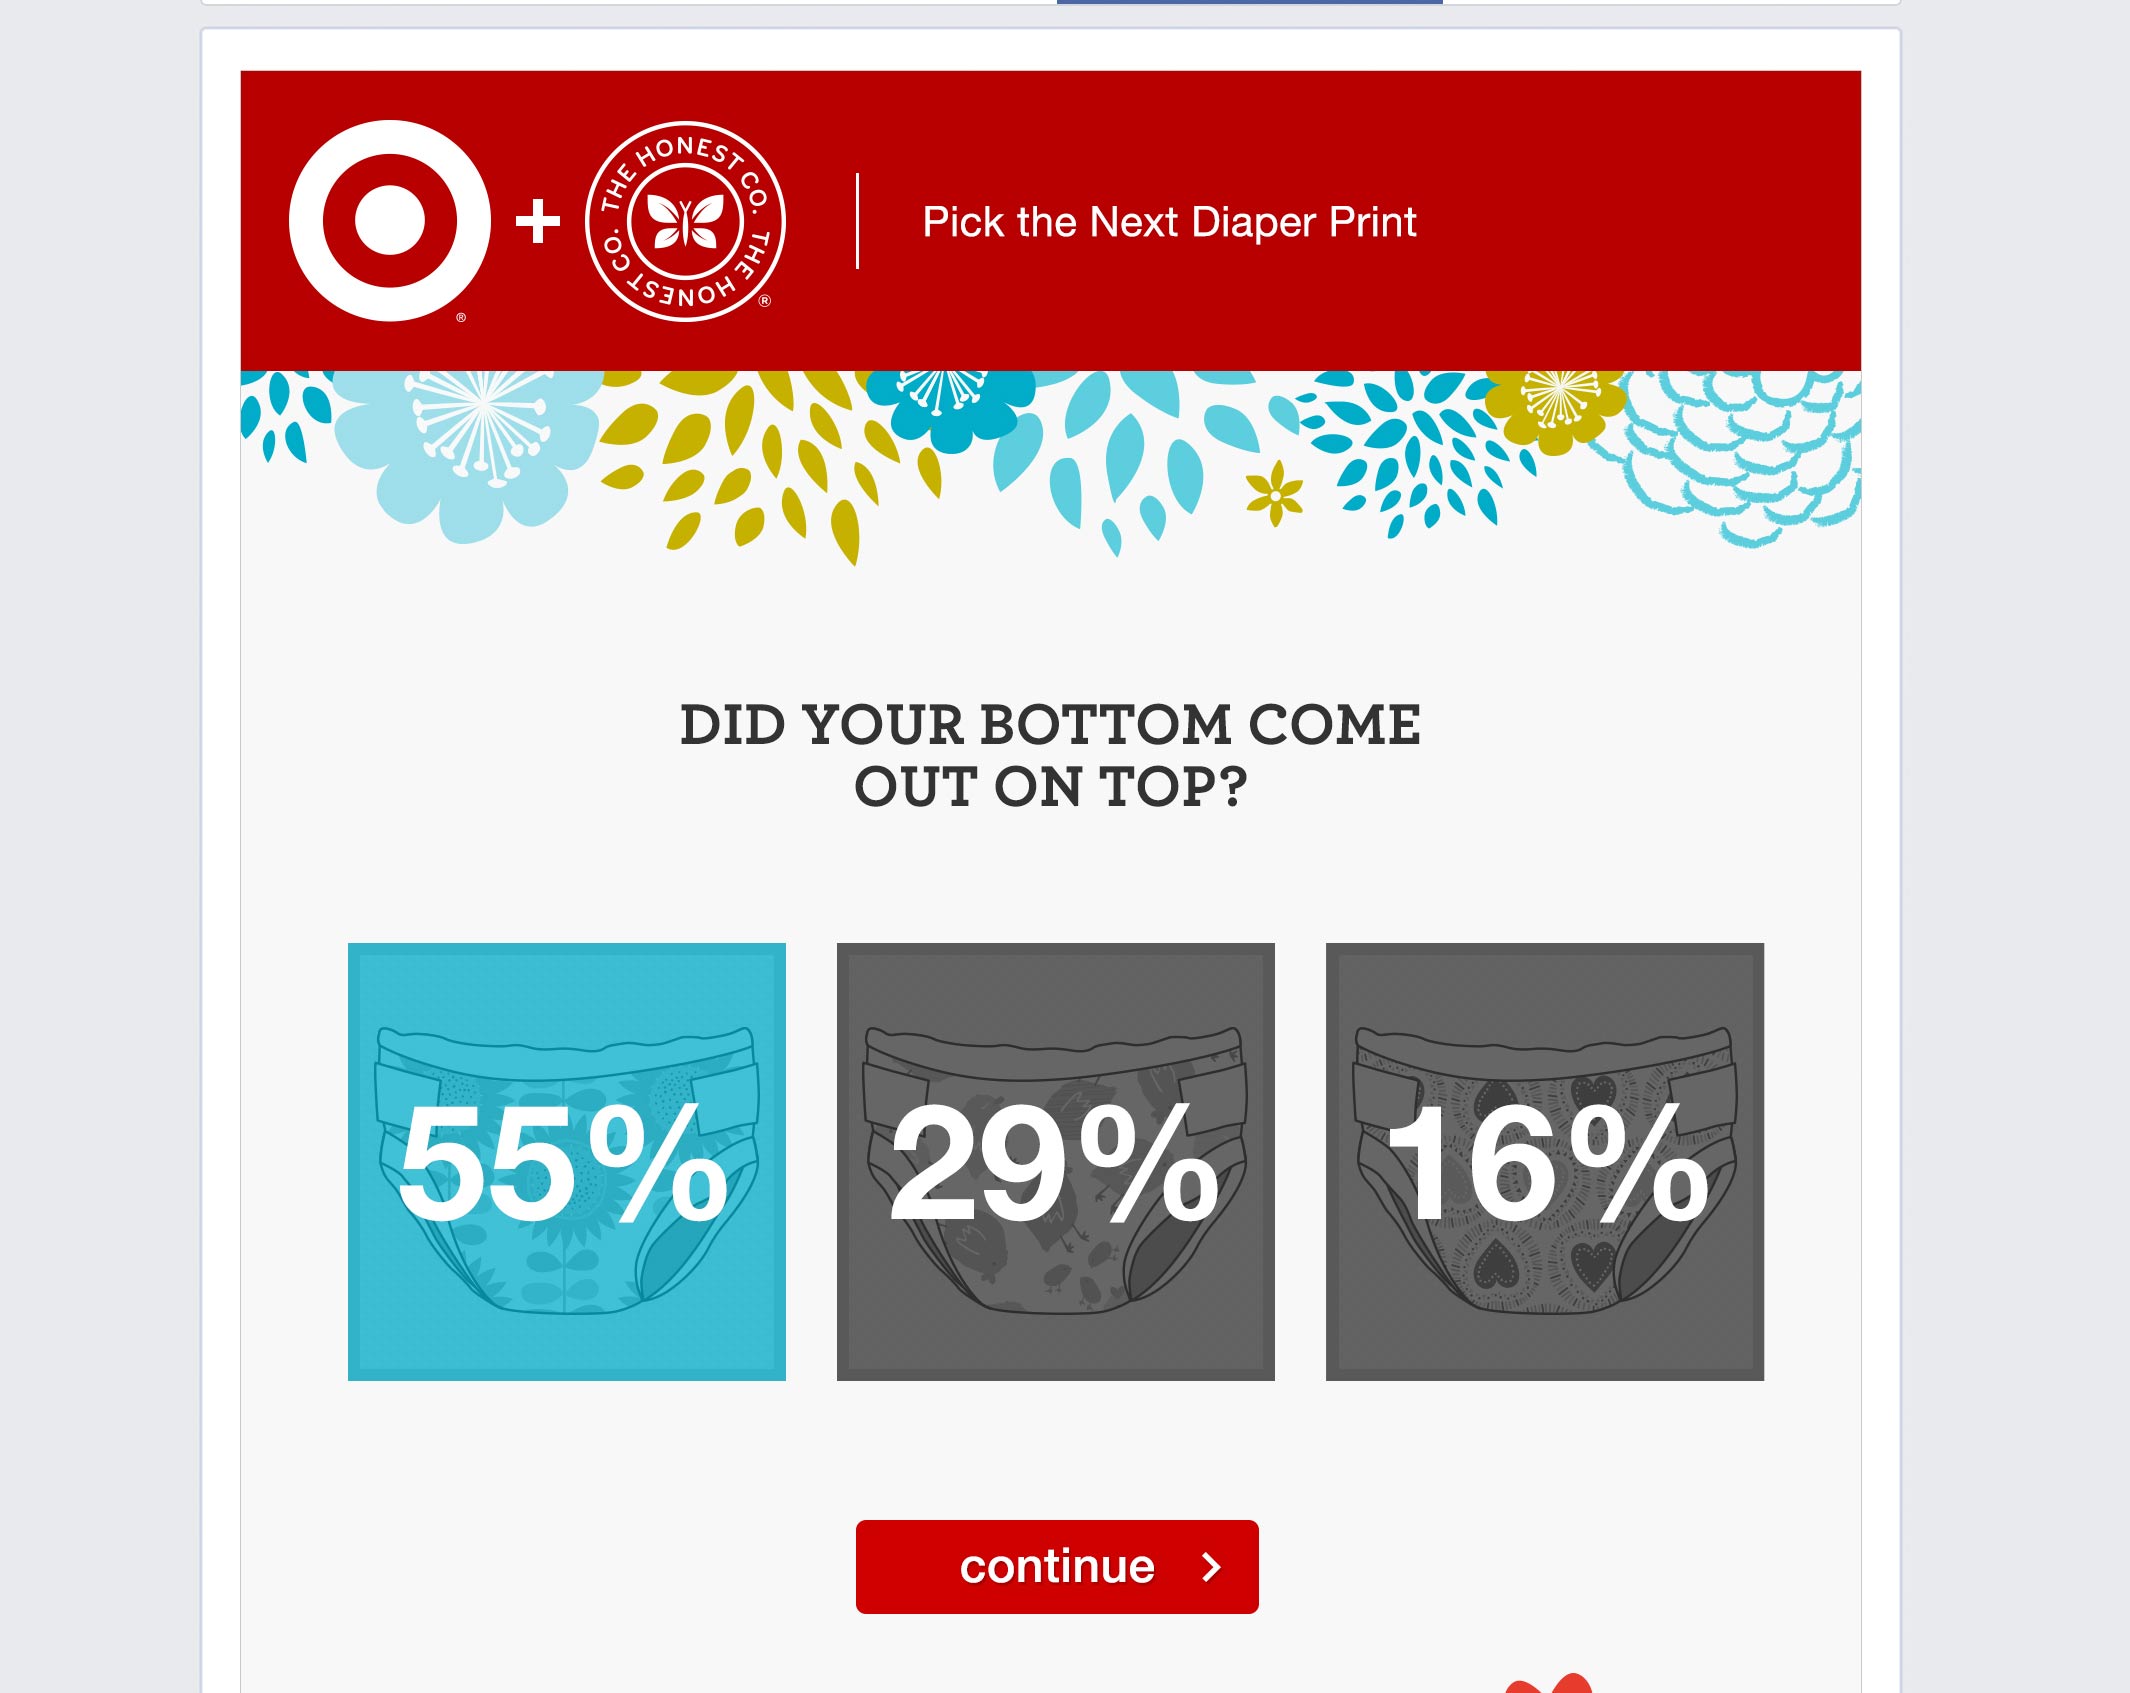 ®
THE HONEST CO. THE HONEST CO.
®
Pick the Next Diaper Print
DID YOUR BOTTOM COME
OUT ON TOP?
55%
29%
16%
continue